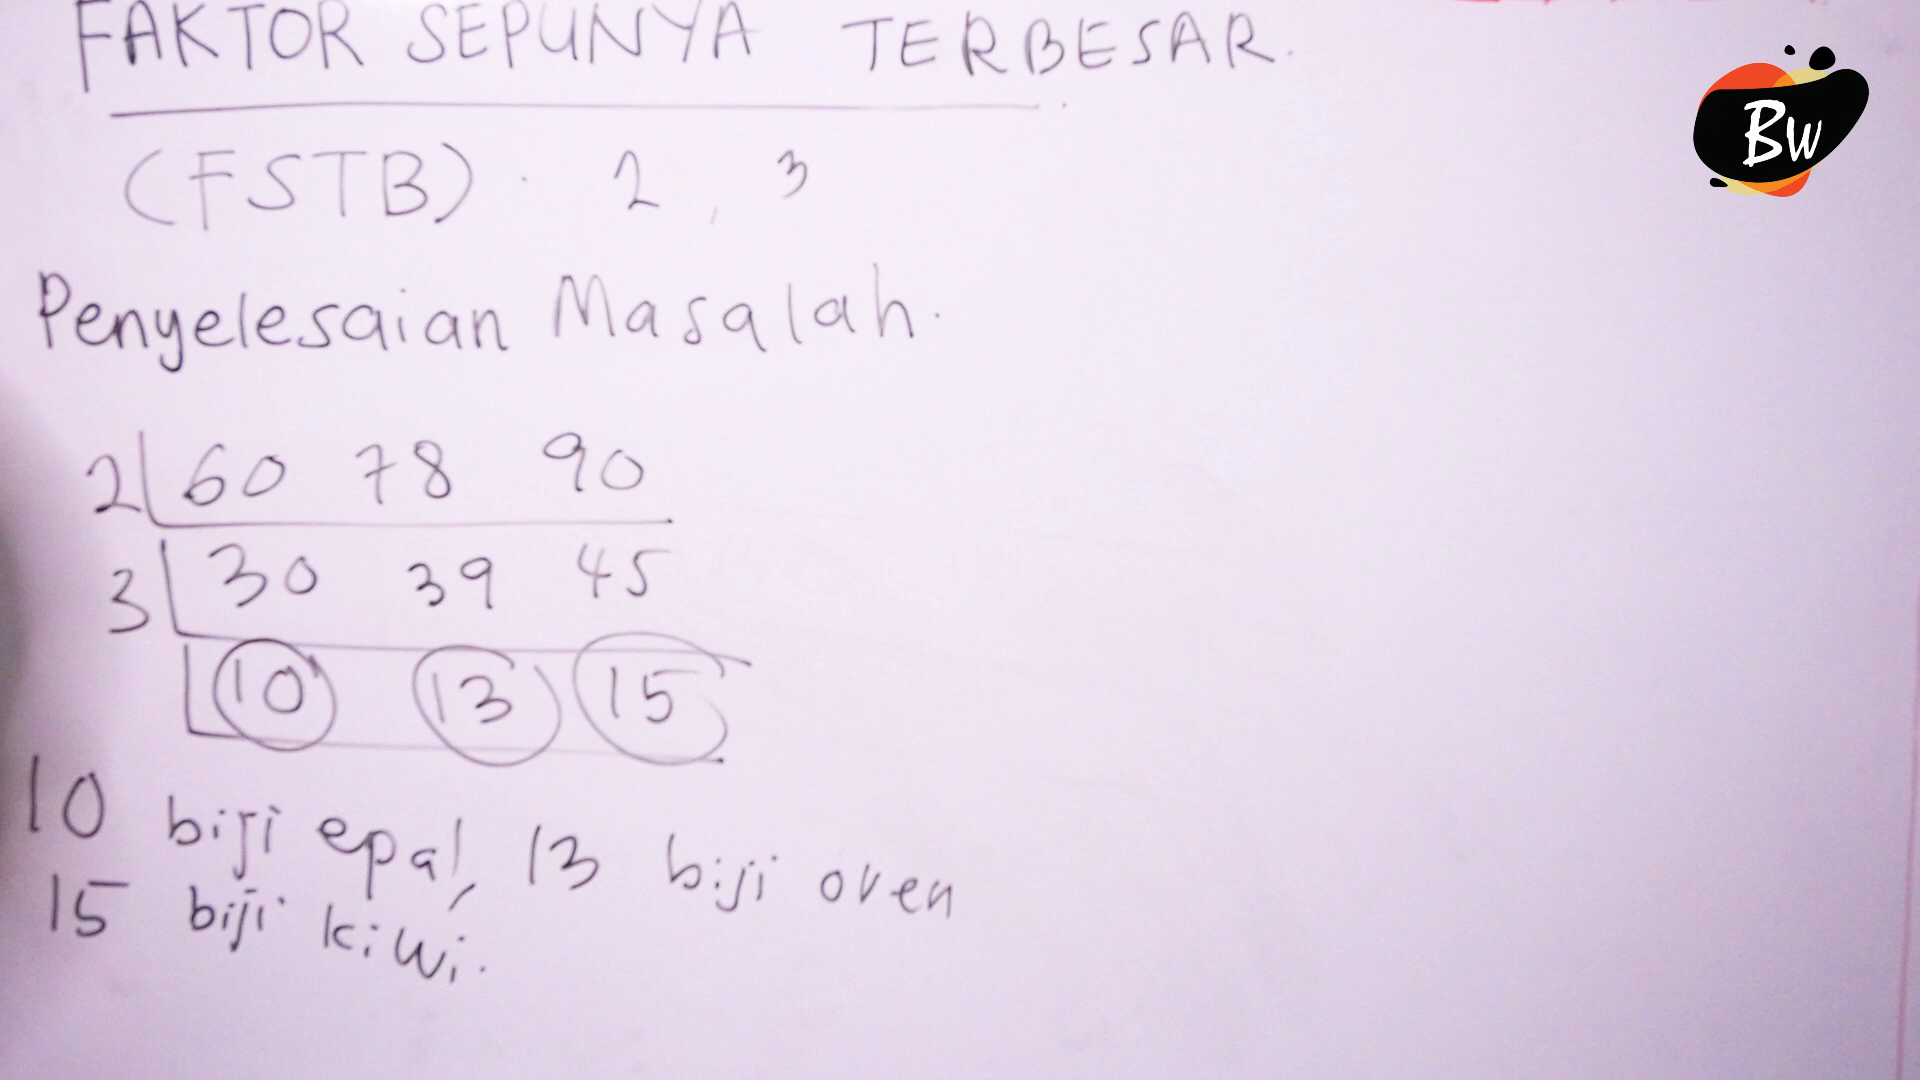 FAKTOR SEPUNYA TERBESAR.
(FSTB). 2, 3
Penyelesaian Masalah.
2 60 78 90
3 30 39 45
10 13 15
10 biji epal, 13 biji oren
15 biji kiwi.
Bw